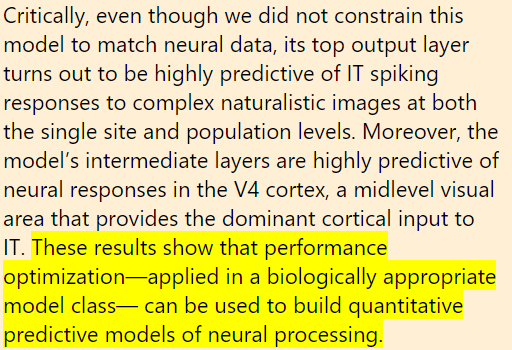 Critically, even though we did not constrain this
model to match neural data, its top output layer
turns out to be highly predictive of IT spiking
responses to complex naturalistic images at both
the single site and population levels. Moreover, the
model’s intermediate layers are highly predictive of
neural responses in the V4 cortex, a midlevel visual
area that provides the dominant cortical input to
IT. These results show that performance
optimization—applied in a biologically appropriate
model class— can be used to build quantitative
predictive models of neural processing.